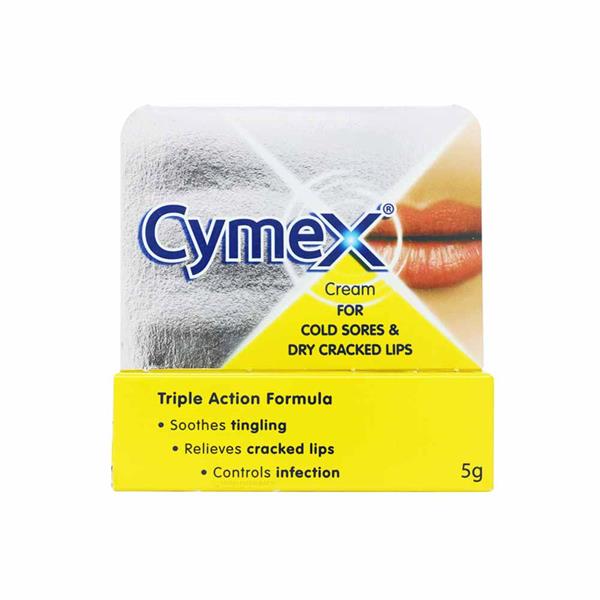 Cymex®
Cream
FOR
COLD SORES &
DRY CRACKED LIPS
Triple Action Formula
• Soothes tingling
• Relieves cracked lips
• Controls infection
5g